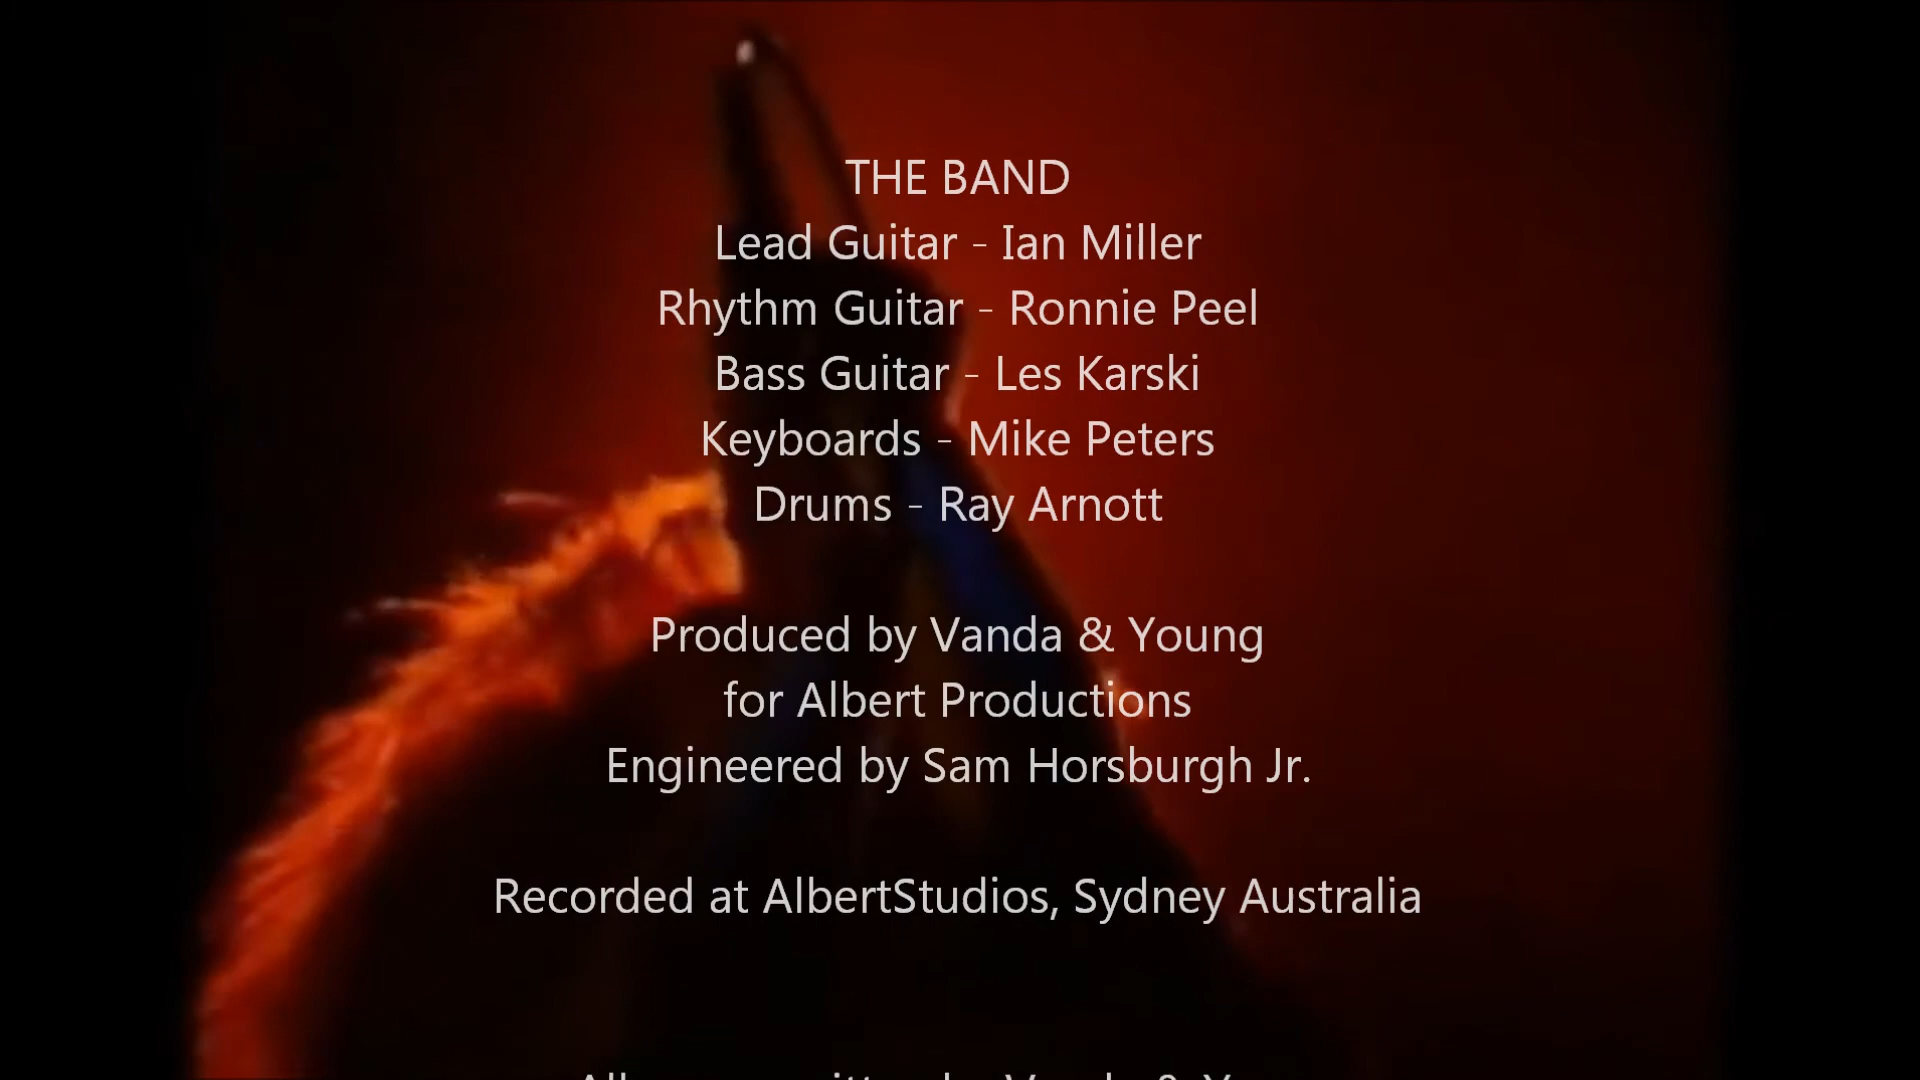 THE BAND
Lead Guitar - Ian Miller
Rhythm Guitar - Ronnie Peel
Bass Guitar - Les Karski
Keyboards - Mike Peters
Drums - Ray Arnott
Produced by Vanda & Young
for Albert Productions
Engineered by Sam Horsburgh Jr.
Recorded at AlbertStudios, Sydney Australia